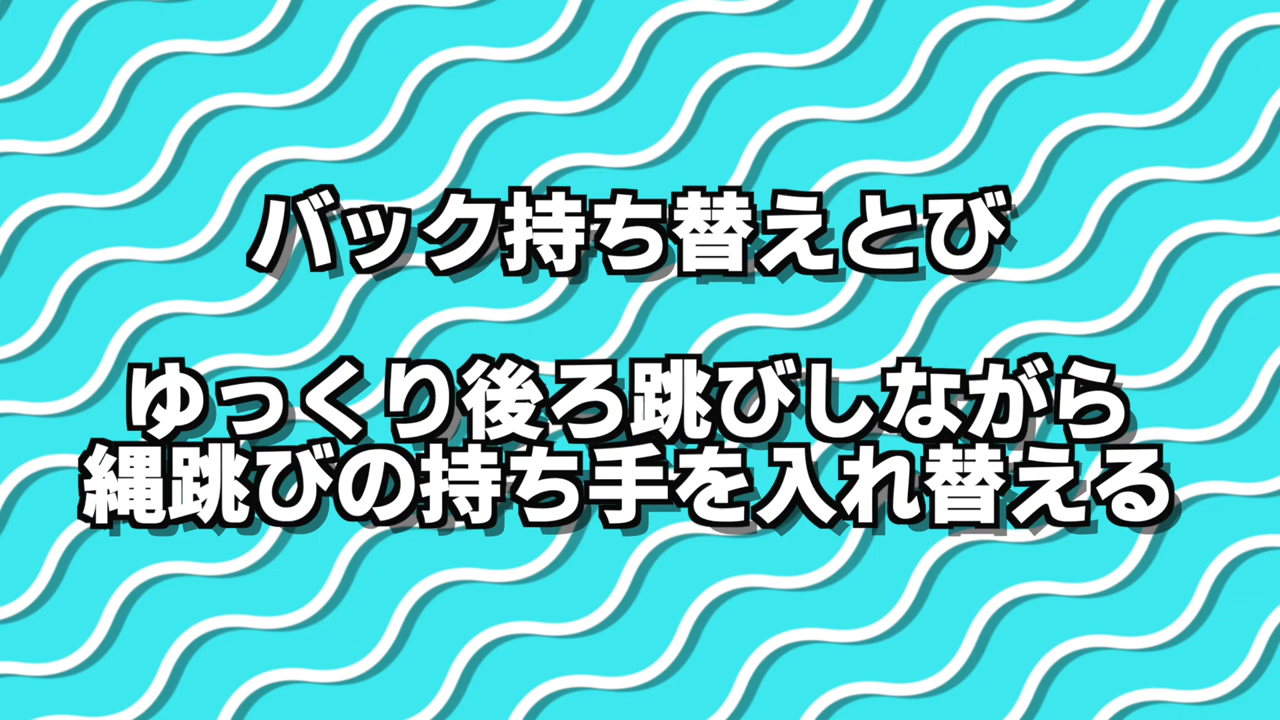 バック持ち替えとび
ゆっくり後ろ跳びしながら
縄跳びの持ち手を入れ替える